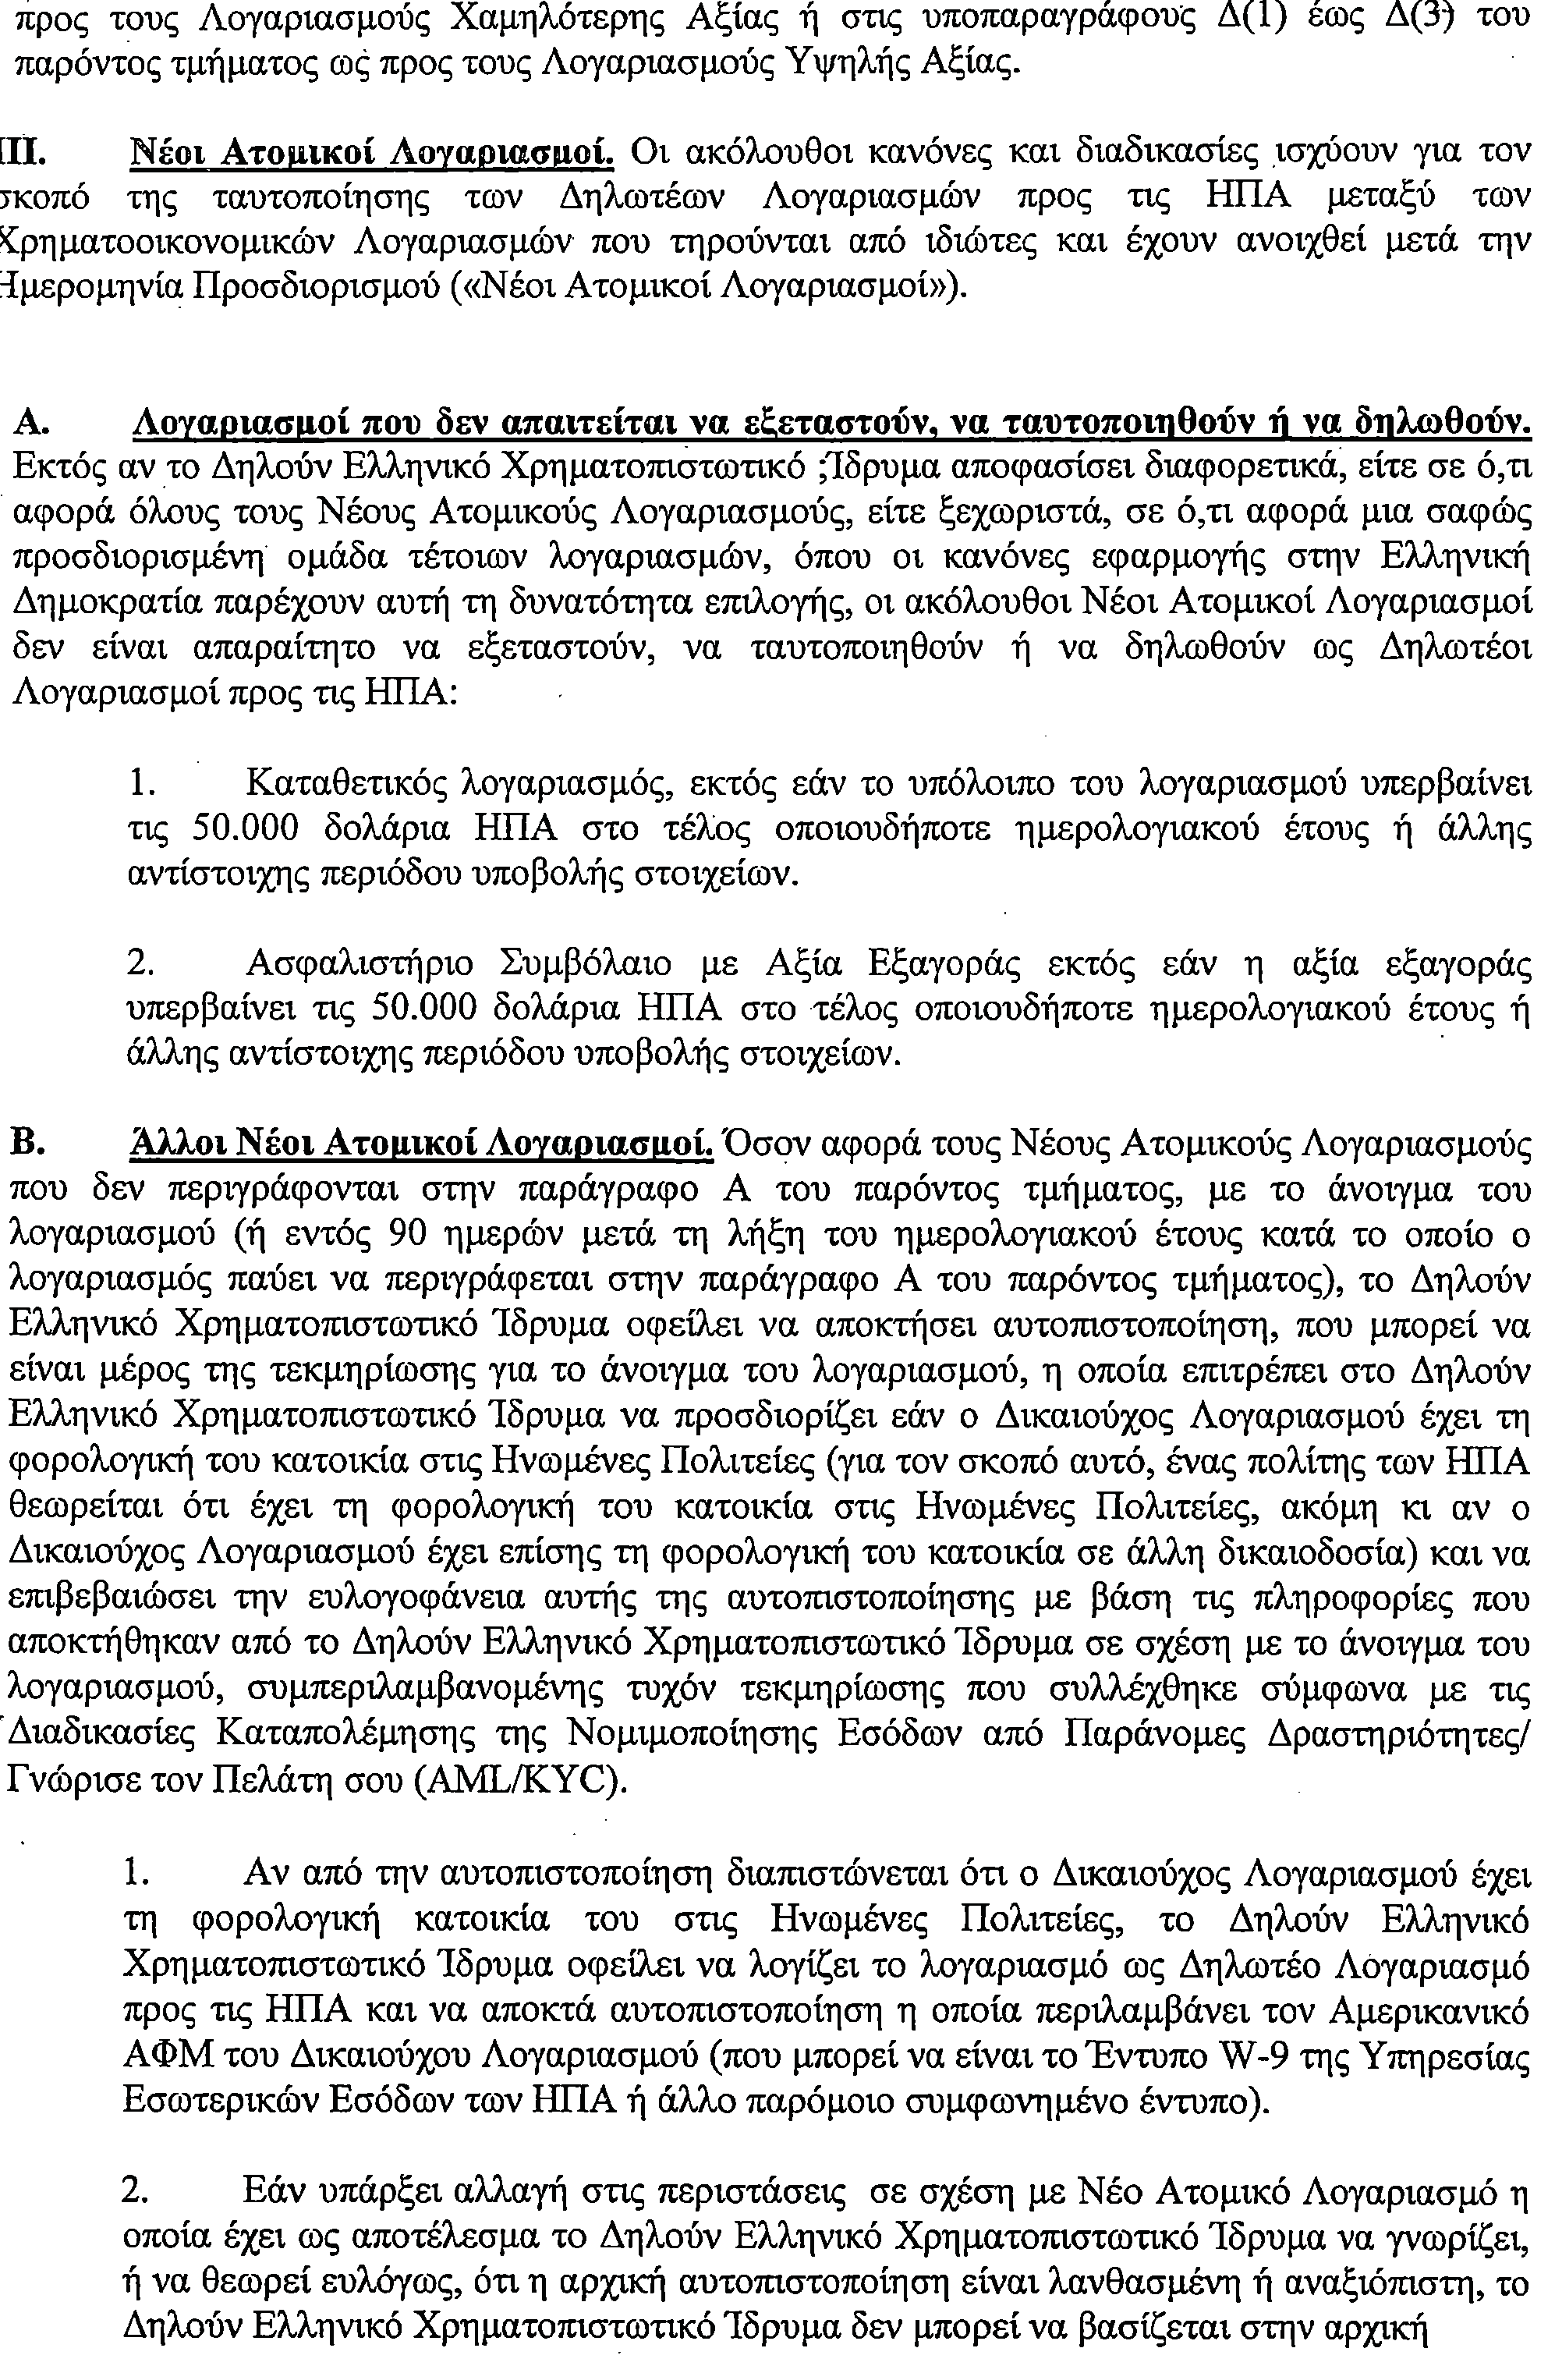 προς τους Λογαριασμούς Χαμηλότερης Αξίας ή στις υποπαραγράφους Δ(1) έως Δ(3) του
παρόντος τμήματος ως προς τους Λογαριασμούς Υψηλής Αξίας.
III. Νέοι Ατομικοί Λογαριασμοί. Οι ακόλουθοι κανόνες και διαδικασίες ισχύουν για τον
σκοπό της ταυτοποίησης των Δηλωτέων Λογαριασμών προς τις ΗΠΑ μεταξύ των
Χρηματοοικονομικών Λογαριασμών που τηρούνται από ιδιώτες και έχουν ανοιχθεί μετά την
Ημερομηνία Προσδιορισμού («Νέοι Ατομικοί Λογαριασμοί»).
Α. Λογαριασμοί που δεν απαιτείται να εξεταστούν, να ταυτοποιηθούν ή να δηλωθούν.
Εκτός αν το Δηλούν Ελληνικό Χρηματοπιστωτικό ;Ίδρυμα αποφασίσει διαφορετικά, είτε σε ό,τι
αφορά όλους τους Νέους Ατομικούς Λογαριασμούς, είτε ξεχωριστά, σε ό,τι αφορά μια σαφώς
προσδιορισμένη ομάδα τέτοιων λογαριασμών, όπου οι κανόνες εφαρμογής στην Ελληνική
Δημοκρατία παρέχουν αυτή τη δυνατότητα επιλογής, οι ακόλουθοι Νέοι Ατομικοί Λογαριασμοί
δεν είναι απαραίτητο να εξεταστούν, να ταυτοποιηθούν ή να δηλωθούν ως Δηλωτέοι
Λογαριασμοί προς τις ΗΠΑ:
1. Καταθετικός λογαριασμός, εκτός εάν το υπόλοιπο του λογαριασμού υπερβαίνει
τις 50.000 δολάρια ΗΠΑ στο τέλος οποιουδήποτε ημερολογιακού έτους ή άλλης
αντίστοιχης περιόδου υποβολής στοιχείων.
2. Ασφαλιστήριο Συμβόλαιο με Αξία Εξαγοράς εκτός εάν η αξία εξαγοράς
υπερβαίνει τις 50.000 δολάρια ΗΠΑ στο τέλος οποιουδήποτε ημερολογιακού έτους ή
άλλης αντίστοιχης περιόδου υποβολής στοιχείων.
Β. Άλλοι Νέοι Ατομικοί Λογαριασμοί. Όσον αφορά τους Νέους Ατομικούς Λογαριασμούς
που δεν περιγράφονται στην παράγραφο Α του παρόντος τμήματος, με το άνοιγμα του
λογαριασμού (ή εντός 90 ημερών μετά τη λήξη του ημερολογιακού έτους κατά το οποίο ο
λογαριασμός παύει να περιγράφεται στην παράγραφο Α του παρόντος τμήματος), το Δηλούν
Ελληνικό Χρηματοπιστωτικό Ίδρυμα οφείλει να αποκτήσει αυτοπιστοποίηση, που μπορεί να
είναι μέρος της τεκμηρίωσης για το άνοιγμα του λογαριασμού, η οποία επιτρέπει στο Δηλούν
Ελληνικό Χρηματοπιστωτικό Ίδρυμα να προσδιορίζει εάν ο Δικαιούχος Λογαριασμού έχει τη
φορολογική του κατοικία στις Ηνωμένες Πολιτείες (για τον σκοπό αυτό, ένας πολίτης των ΗΠΑ
θεωρείται ότι έχει τη φορολογική του κατοικία στις Ηνωμένες Πολιτείες, ακόμη κι αν ο
Δικαιούχος Λογαριασμού έχει επίσης τη φορολογική του κατοικία σε άλλη δικαιοδοσία) και να
επιβεβαιώσει την ευλογοφάνεια αυτής της αυτοπιστοποίησης με βάση τις πληροφορίες που
αποκτήθηκαν από το Δηλούν Ελληνικό Χρηματοπιστωτικό Ίδρυμα σε σχέση με το άνοιγμα του
λογαριασμού, συμπεριλαμβανομένης τυχόν τεκμηρίωσης που συλλέχθηκε σύμφωνα με τις
Διαδικασίες Καταπολέμησης της Νομιμοποίησης Εσόδων από Παράνομες Δραστηριότητες/
Γνώρισε τον Πελάτη σου (AML/KYC).
1. Αν από την αυτοπιστοποίηση διαπιστώνεται ότι ο Δικαιούχος Λογαριασμού έχει
τη φορολογική κατοικία του στις Ηνωμένες Πολιτείες, το Δηλούν Ελληνικό
Χρηματοπιστωτικό Ίδρυμα οφείλει να λογίζει το λογαριασμό ως Δηλωτέο Λογαριασμό
προς τις ΗΠΑ και να αποκτά αυτοπιστοποίηση η οποία περιλαμβάνει τον Αμερικανικό
ΑΦΜ του Δικαιούχου Λογαριασμού (που μπορεί να είναι το Έντυπο W-9 της Υπηρεσίας
Εσωτερικών Εσόδων των ΗΠΑ ή άλλο παρόμοιο συμφωνημένο έντυπο).
2. Εάν υπάρξει αλλαγή στις περιστάσεις σε σχέση με Νέο Ατομικό Λογαριασμό η
οποία έχει ως αποτέλεσμα το Δηλούν Ελληνικό Χρηματοπιστωτικό Ίδρυμα να γνωρίζει,
ή να θεωρεί ευλόγως, ότι η αρχική αυτοπιστοποίηση είναι λανθασμένη ή αναξιόπιστη, το
Δηλούν Ελληνικό Χρηματοπιστωτικό Ίδρυμα δεν μπορεί να βασίζεται στην αρχική